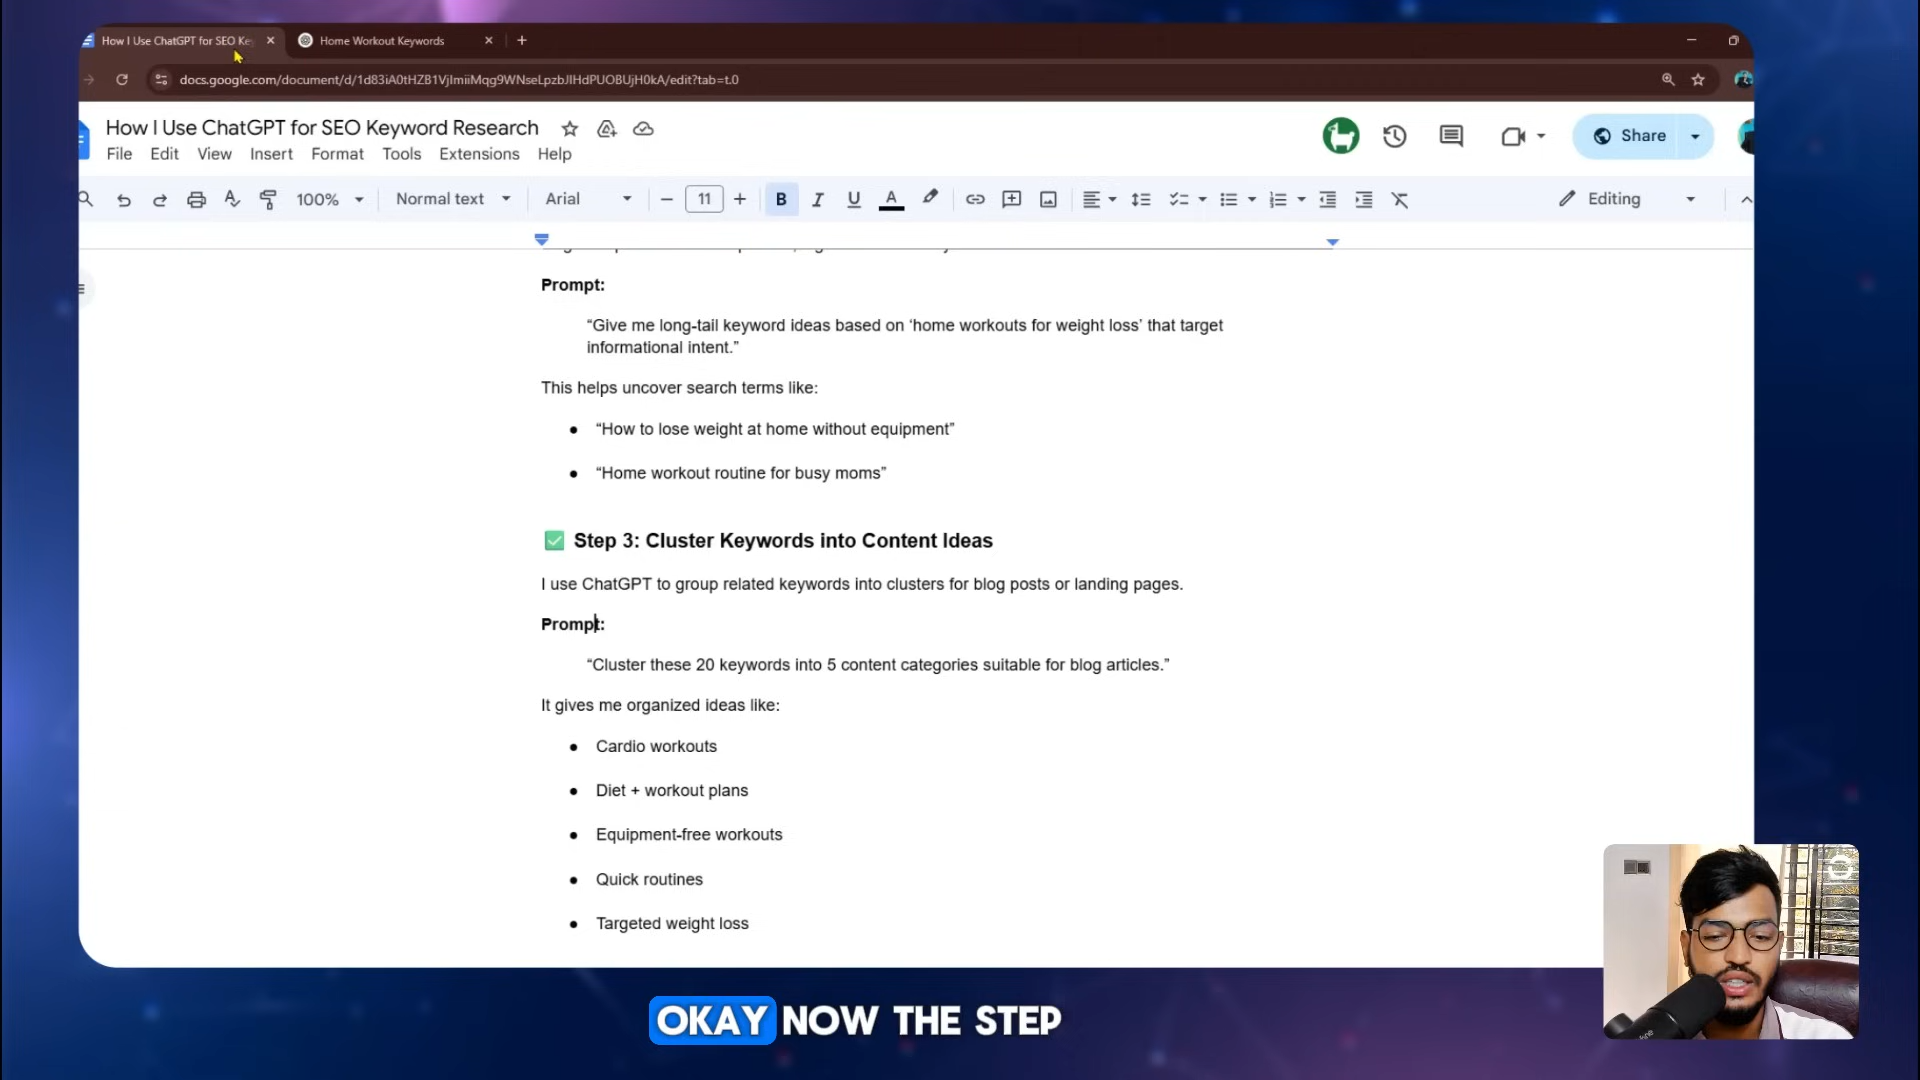 How I Use ChatGPT for SEO Ke
Home Workout Keywords
docs.google.com/document/d/1d83iA0tHZB1VjImiiMqg9WNseLpzbJIHdPUOBUjH0kA/edit?tab=t.0
How I Use ChatGPT for SEO Keyword Research
File Edit View Insert Format Tools Extensions Help
Share
100% Normal text Arial 11 B I U A Editing
Prompt:
“Give me long-tail keyword ideas based on ‘home workouts for weight loss’ that target
informational intent.”
This helps uncover search terms like:
● “How to lose weight at home without equipment”
● “Home workout routine for busy moms”
Step 3: Cluster Keywords into Content Ideas
I use ChatGPT to group related keywords into clusters for blog posts or landing pages.
Prompt:
“Cluster these 20 keywords into 5 content categories suitable for blog articles.”
It gives me organized ideas like:
● Cardio workouts
● Diet + workout plans
● Equipment-free workouts
● Quick routines
● Targeted weight loss
OKAY NOW THE STEP